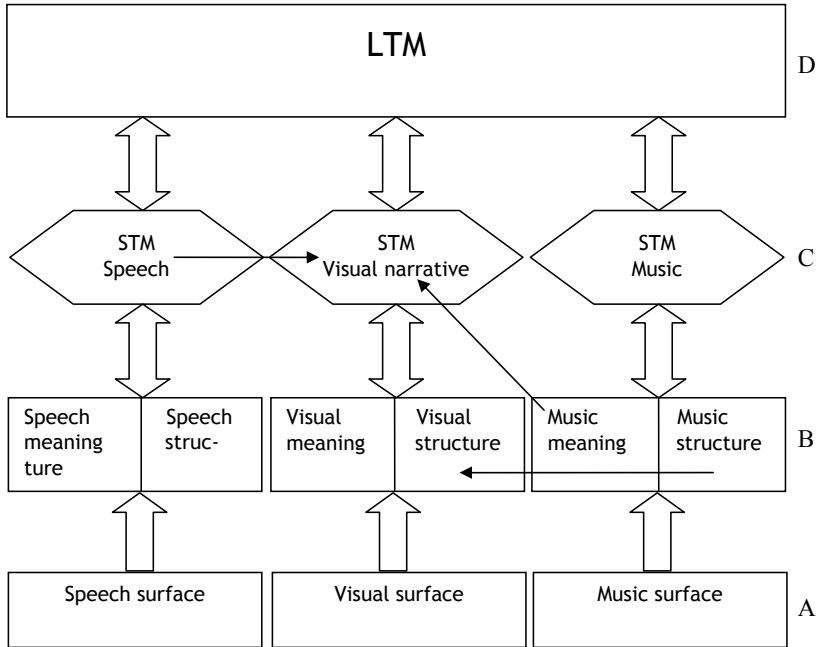 LTM
D
STM
Speech
STM
Visual narrative
STM
Music
C
Speech
meaning
ture
Speech
struc-
Visual
meaning
Visual
structure
Music
meaning
Music
structure
B
Speech surface
Visual surface
Music surface
A